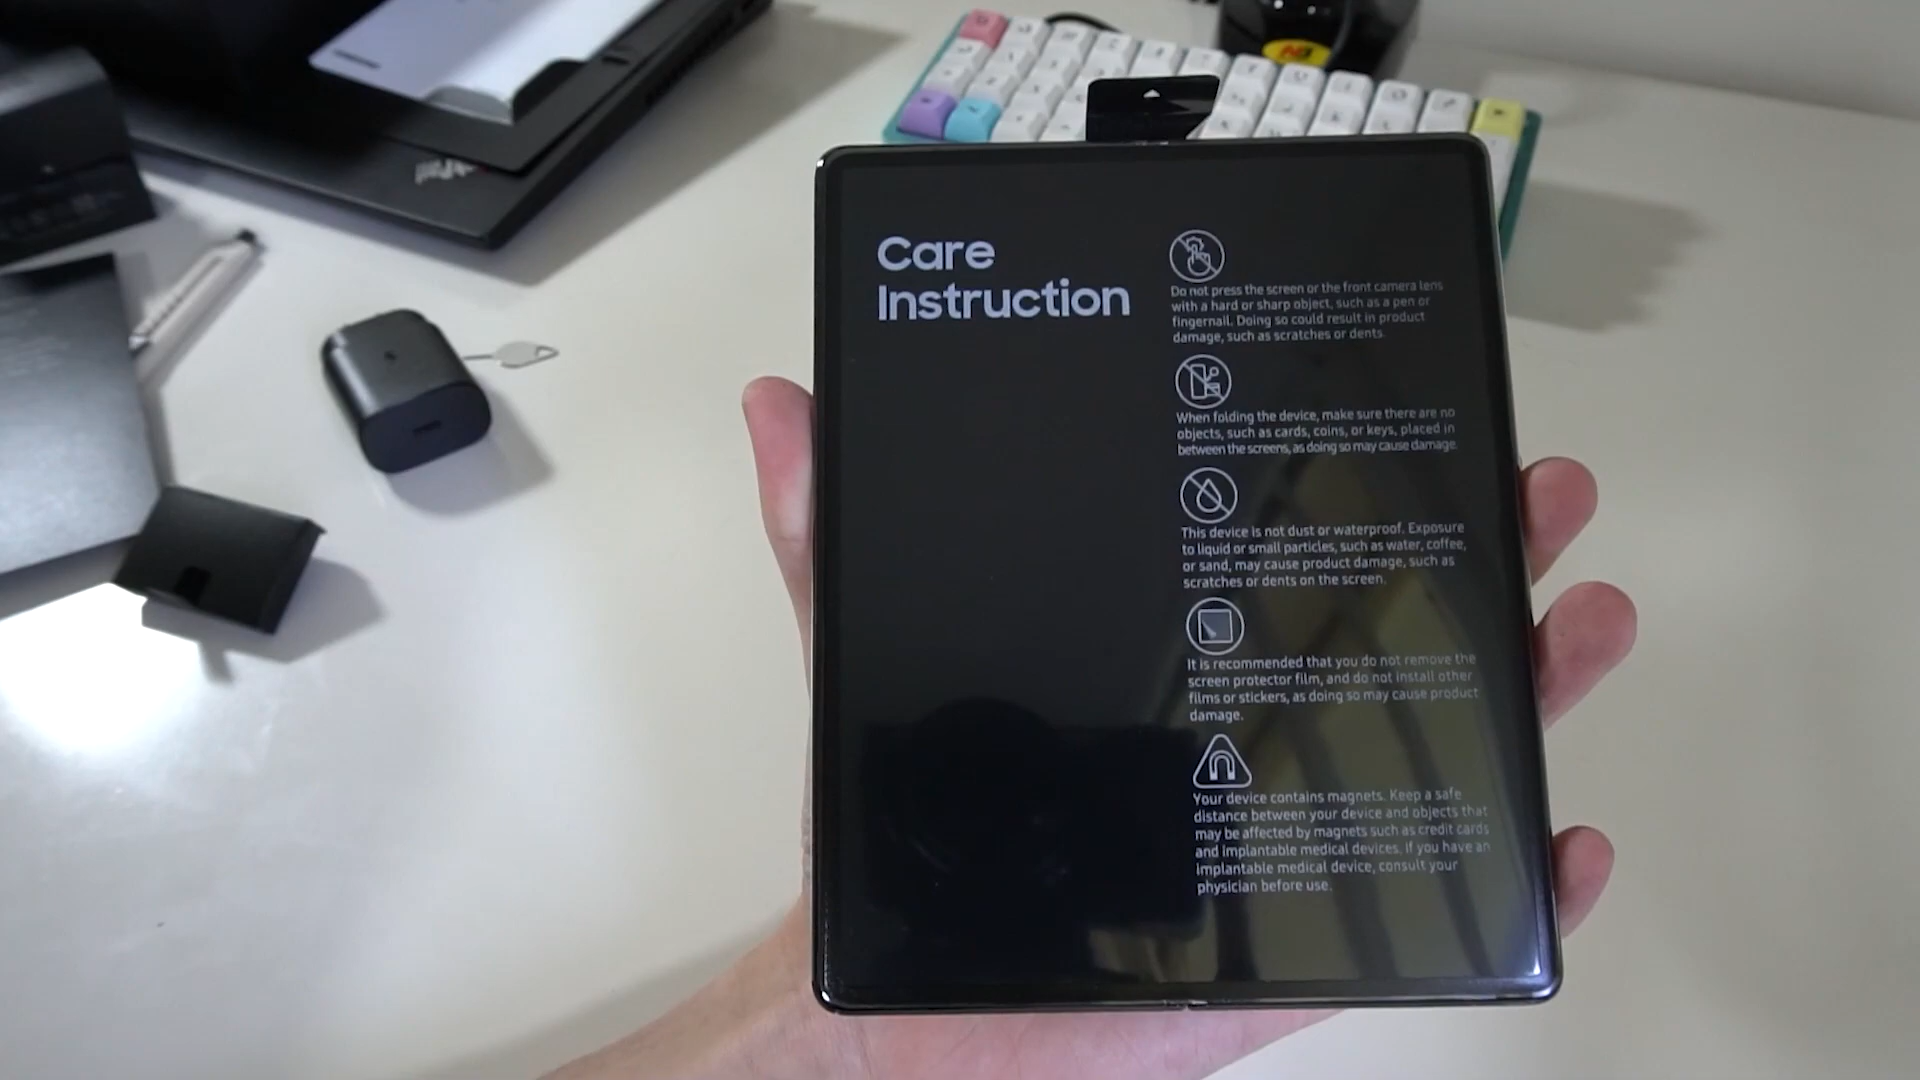 Care
Instruction
Do not press the screen or the front camera lens
with a hard or sharp object, such as a pen or
fingernail. Doing so could result in product
damage, such as scratches or dents.
When folding the device, make sure there are no
objects, such as cards, coins, or keys, placed in
between the screens, as doing so may cause damage.
This device is not dust or waterproof. Exposure
to liquid or small particles, such as water, coffee,
or sand, may cause product damage, such as
scratches or dents on the screen.
It is recommended that you do not remove the
screen protector film, and do not install other
films or stickers, as doing so may cause product
damage.
Your device contains magnets. Keep a safe
distance between your device and objects that
may be affected by magnets such as credit cards
and implantable medical devices. If you have an
implantable medical device, consult your
physician before use.